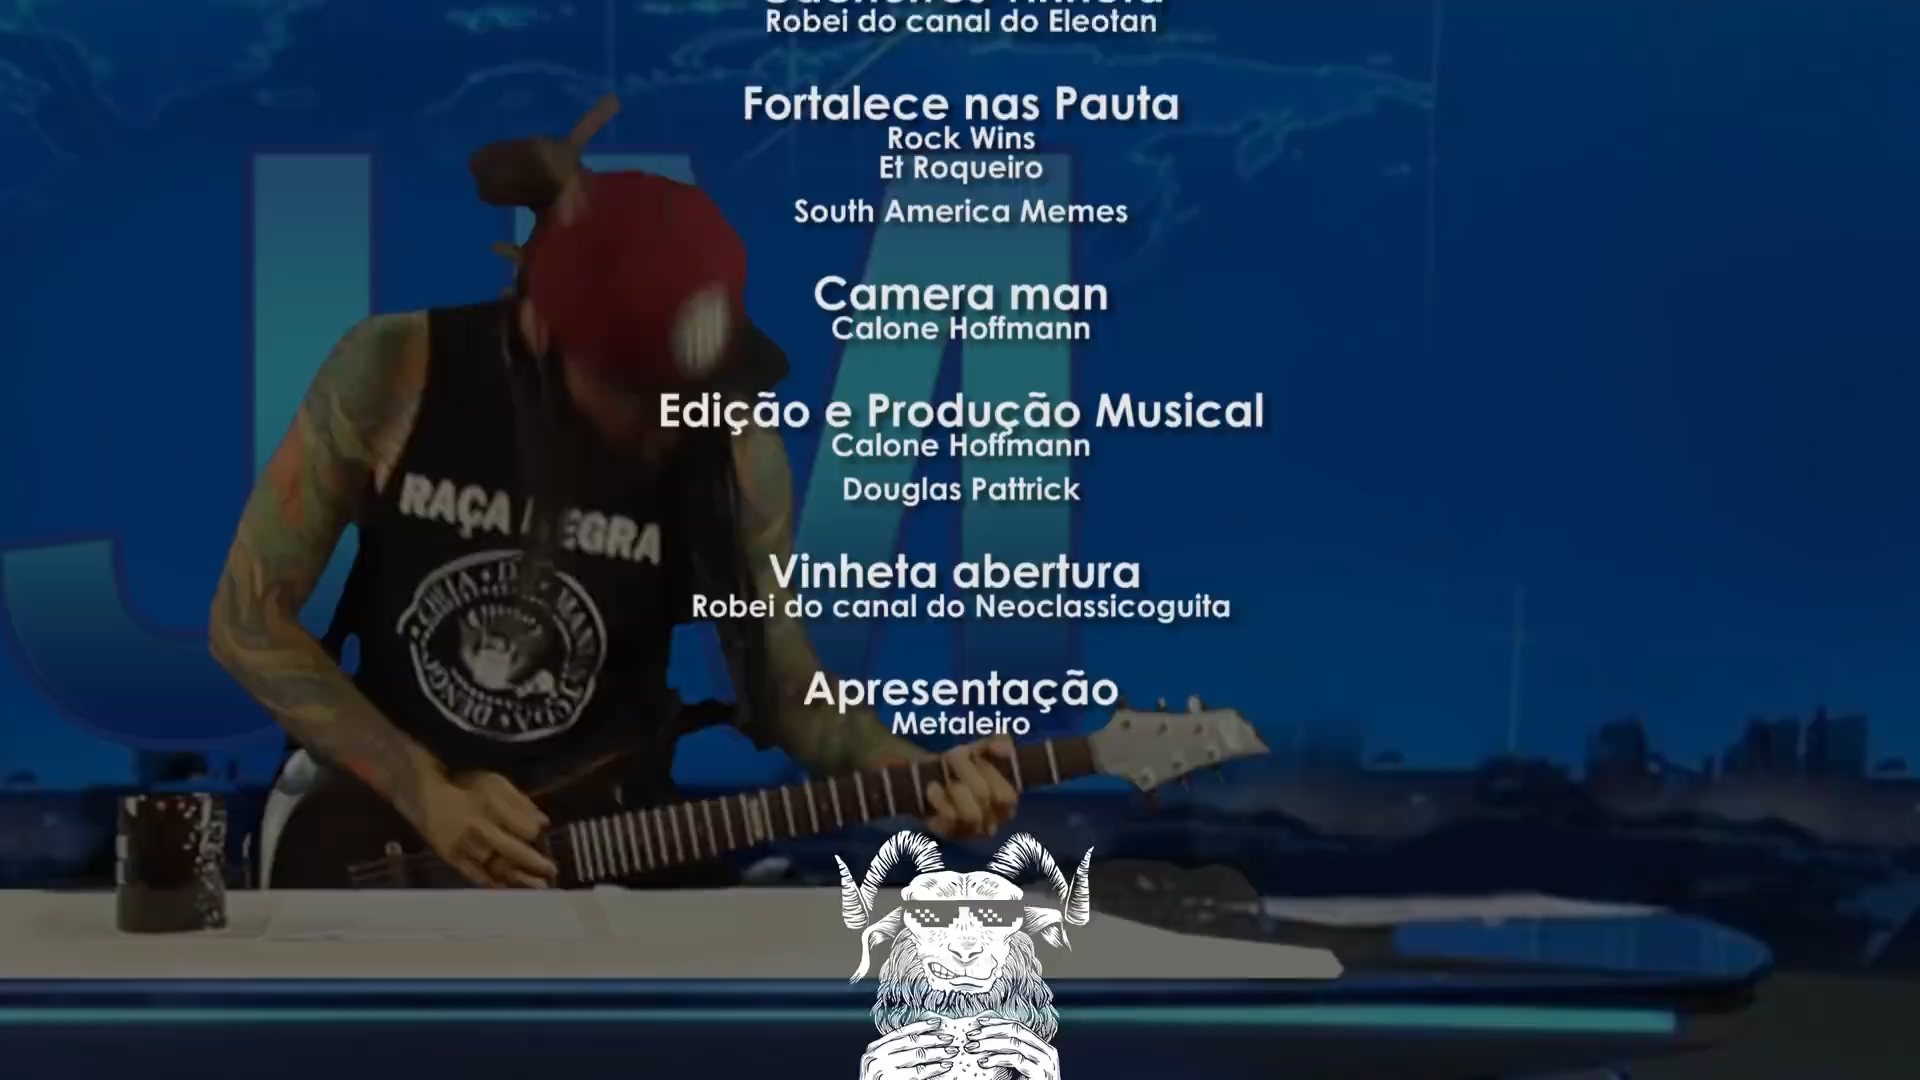 Robei do canal do Eleotan
Fortalece nas Pauta
Rock Wins
Et Roqueiro
South America Memes
Camera man
Calone Hoffmann
Edição e Produção Musical
Calone Hoffmann
Douglas Pattrick
Vinheta abertura
Robei do canal do Neoclassicoguita
Apresentação
Metaleiro
RAÇA NEGRA